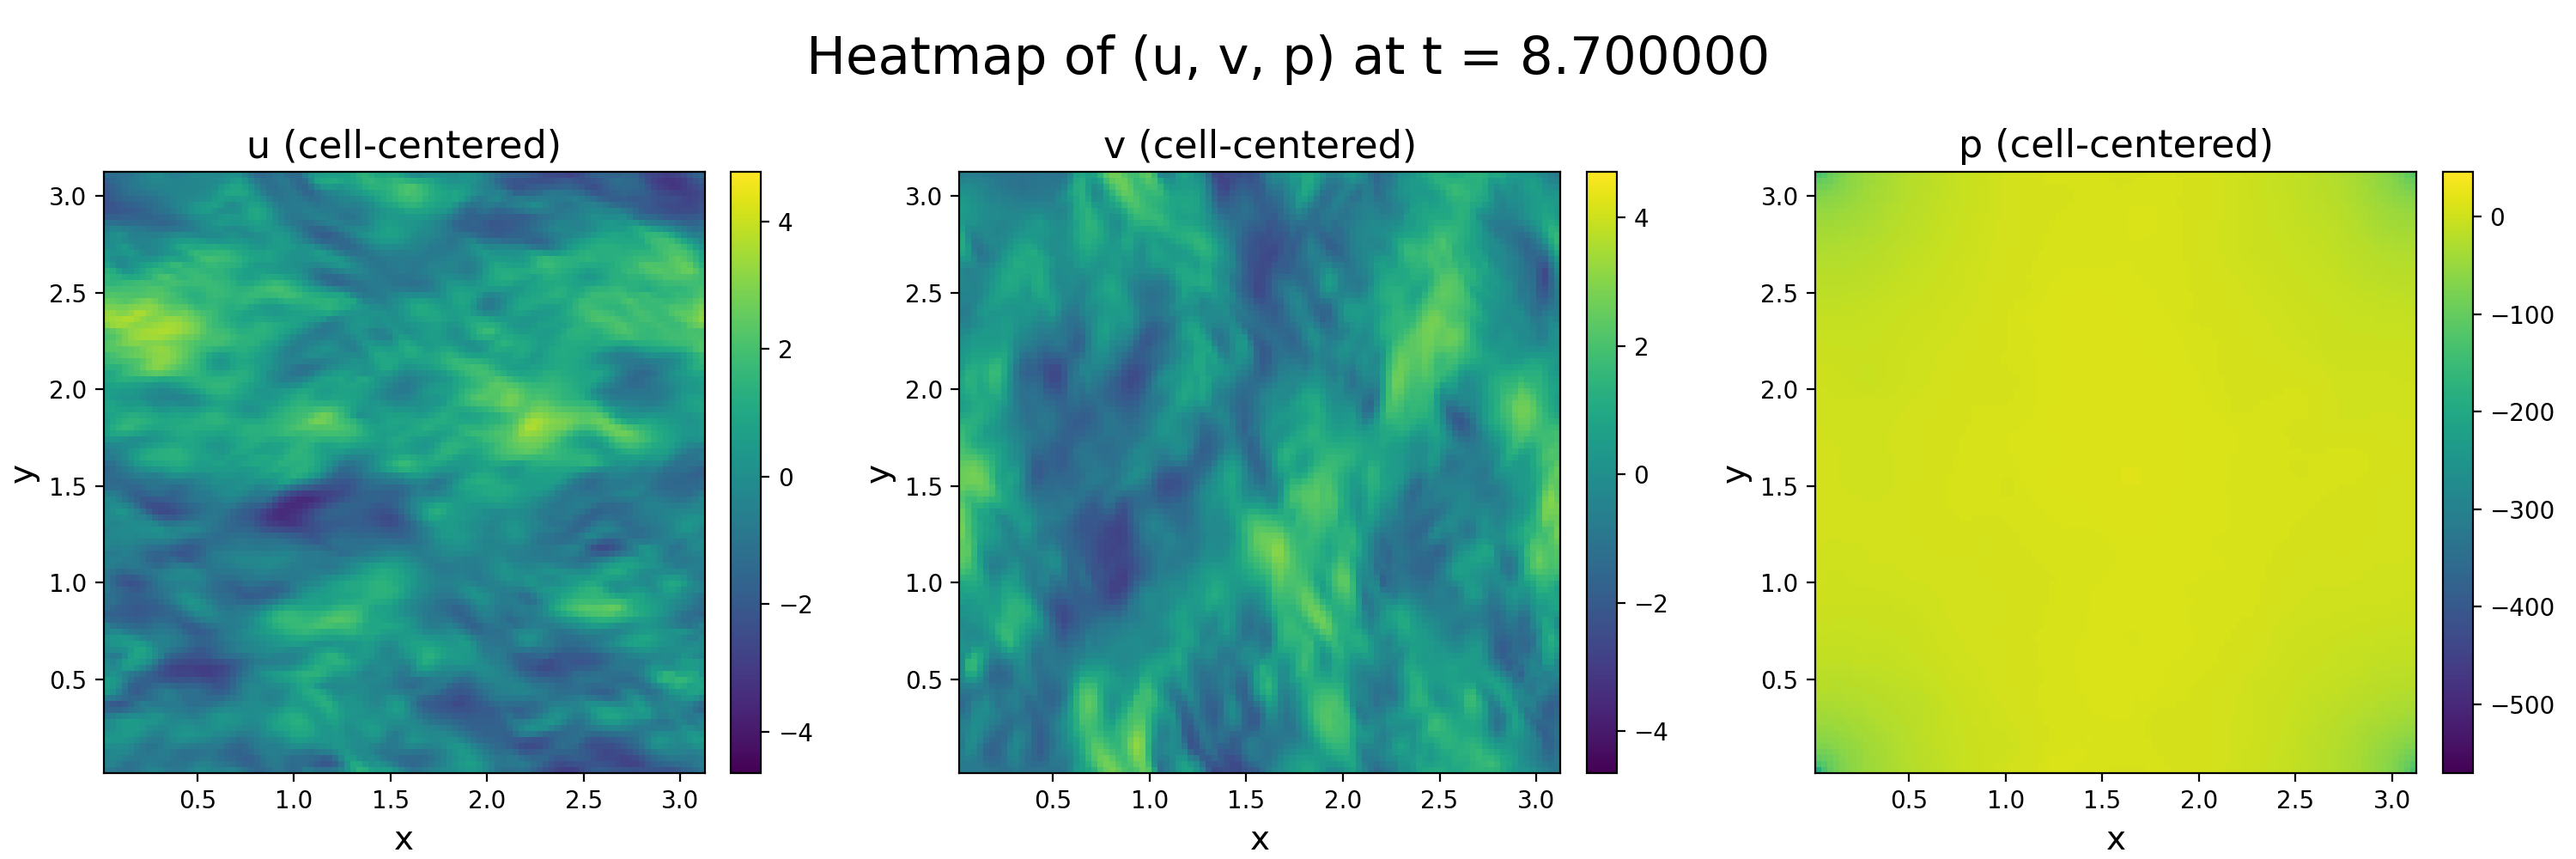 Heatmap of (u, v, p) at t = 8.700000
u (cell-centered)
3.0
2.5
2.0
1.5
1.0
0.5
y
0.5 1.0 1.5 2.0 2.5 3.0
x
4
2
0
−2
−4
v (cell-centered)
3.0
2.5
2.0
1.5
1.0
0.5
y
0.5 1.0 1.5 2.0 2.5 3.0
x
4
2
0
−2
−4
p (cell-centered)
3.0
2.5
2.0
1.5
1.0
0.5
y
0.5 1.0 1.5 2.0 2.5 3.0
x
0
−100
−200
−300
−400
−500